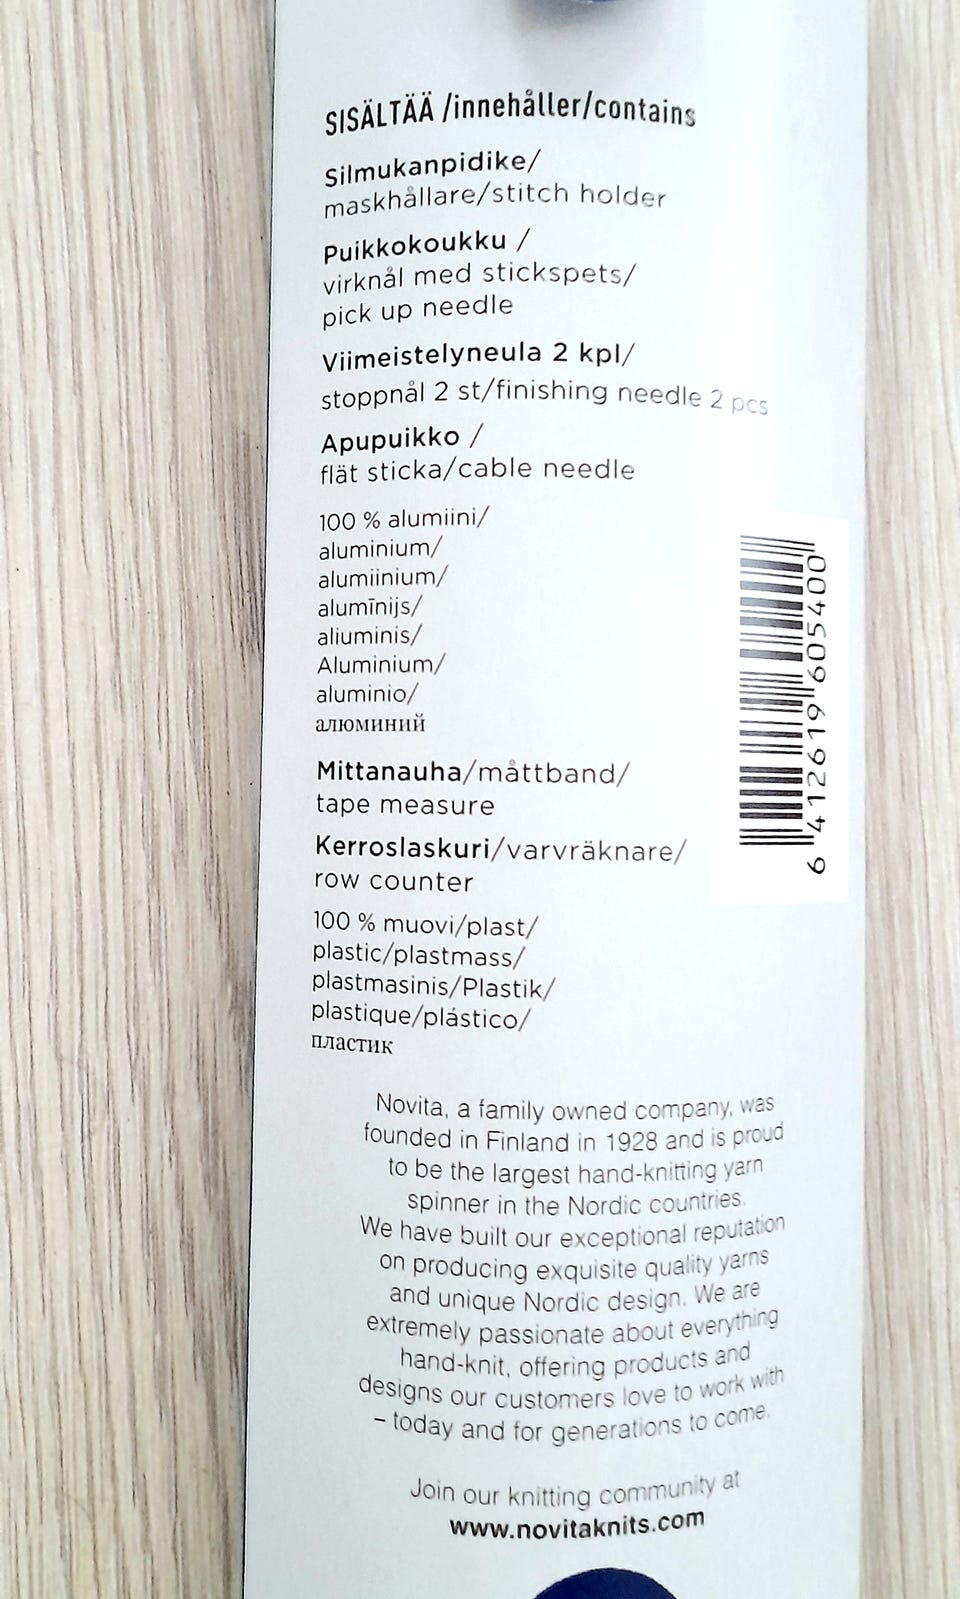 SISÄLTÄÄ /innehåller/contains
Silmukanpidike/
maskhållare/stitch holder
Puikkokoukku /
virknål med stickspets/
pick up needle
Viimeistelyneula 2 kpl/
stoppnål 2 st/finishing needle 2 pcs
Apupuikko /
flät sticka/cable needle
100 % alumiini/
aluminium/
alumiinium/
alumīnijs/
aliuminis/
Aluminium/
aluminio/
алюминий
Mittanauha/måttband/
tape measure
Kerroslaskuri/varvräknare/
row counter
100 % muovi/plast/
plastic/plastmass/
plastmasinis/Plastik/
plastique/plástico/
пластик
6 412619 605400
Novita, a family owned company, was
founded in Finland in 1928 and is proud
to be the largest hand-knitting yarn
spinner in the Nordic countries.
We have built our exceptional reputation
on producing exquisite quality yarns
and unique Nordic design. We are
extremely passionate about everything
hand-knit, offering products and
designs our customers love to work with
– today and for generations to come.
Join our knitting community at
www.novitaknits.com